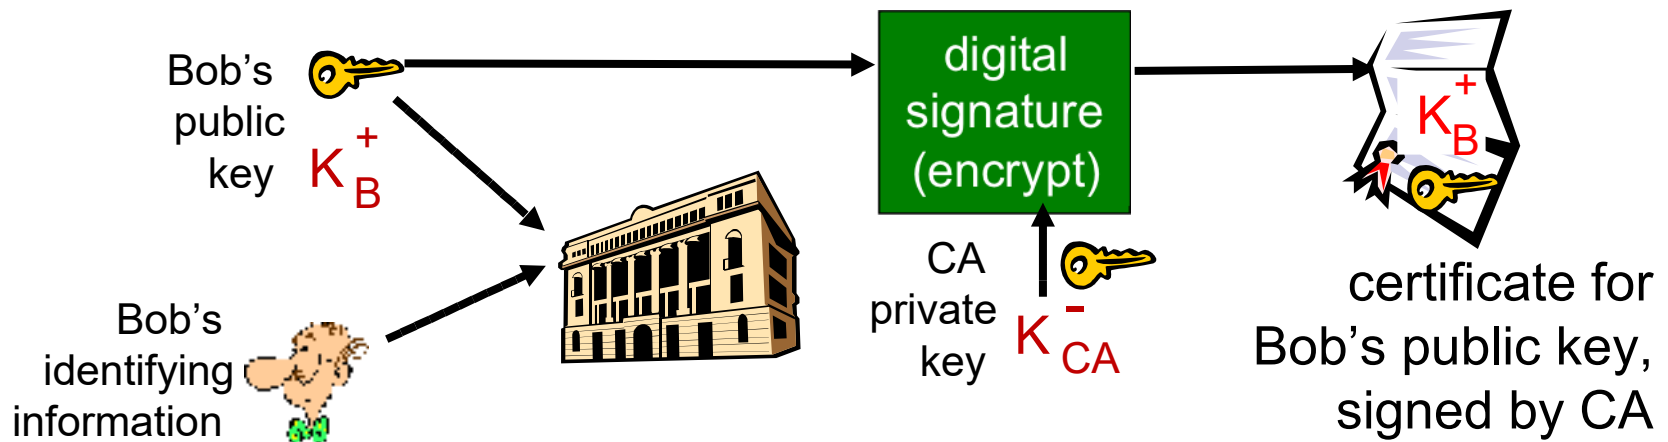 Bob’s
public
key
K B +
digital
signature
(encrypt)
K B +
Bob’s
identifying
information
CA
private
key
K CA -
certificate for
Bob’s public key,
signed by CA